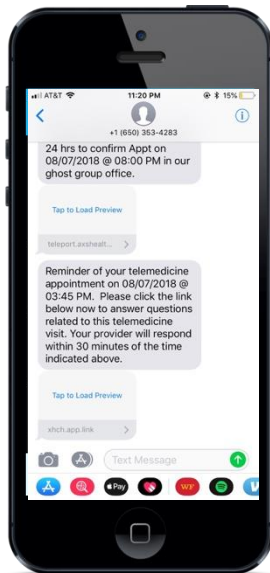 AT&T 11:20 PM 15%
+1 (650) 353-4283
24 hrs to confirm Appt on
08/07/2018 @ 08:00 PM in our
ghost group office.
Tap to Load Preview
teleport.axshealt...
Reminder of your telemedicine
appointment on 08/07/2018 @
03:45 PM. Please click the link
below now to answer questions
related to this telemedicine
visit. Your provider will respond
within 30 minutes of the time
indicated above.
Tap to Load Preview
xhch.app.link
Text Message
Pay WF